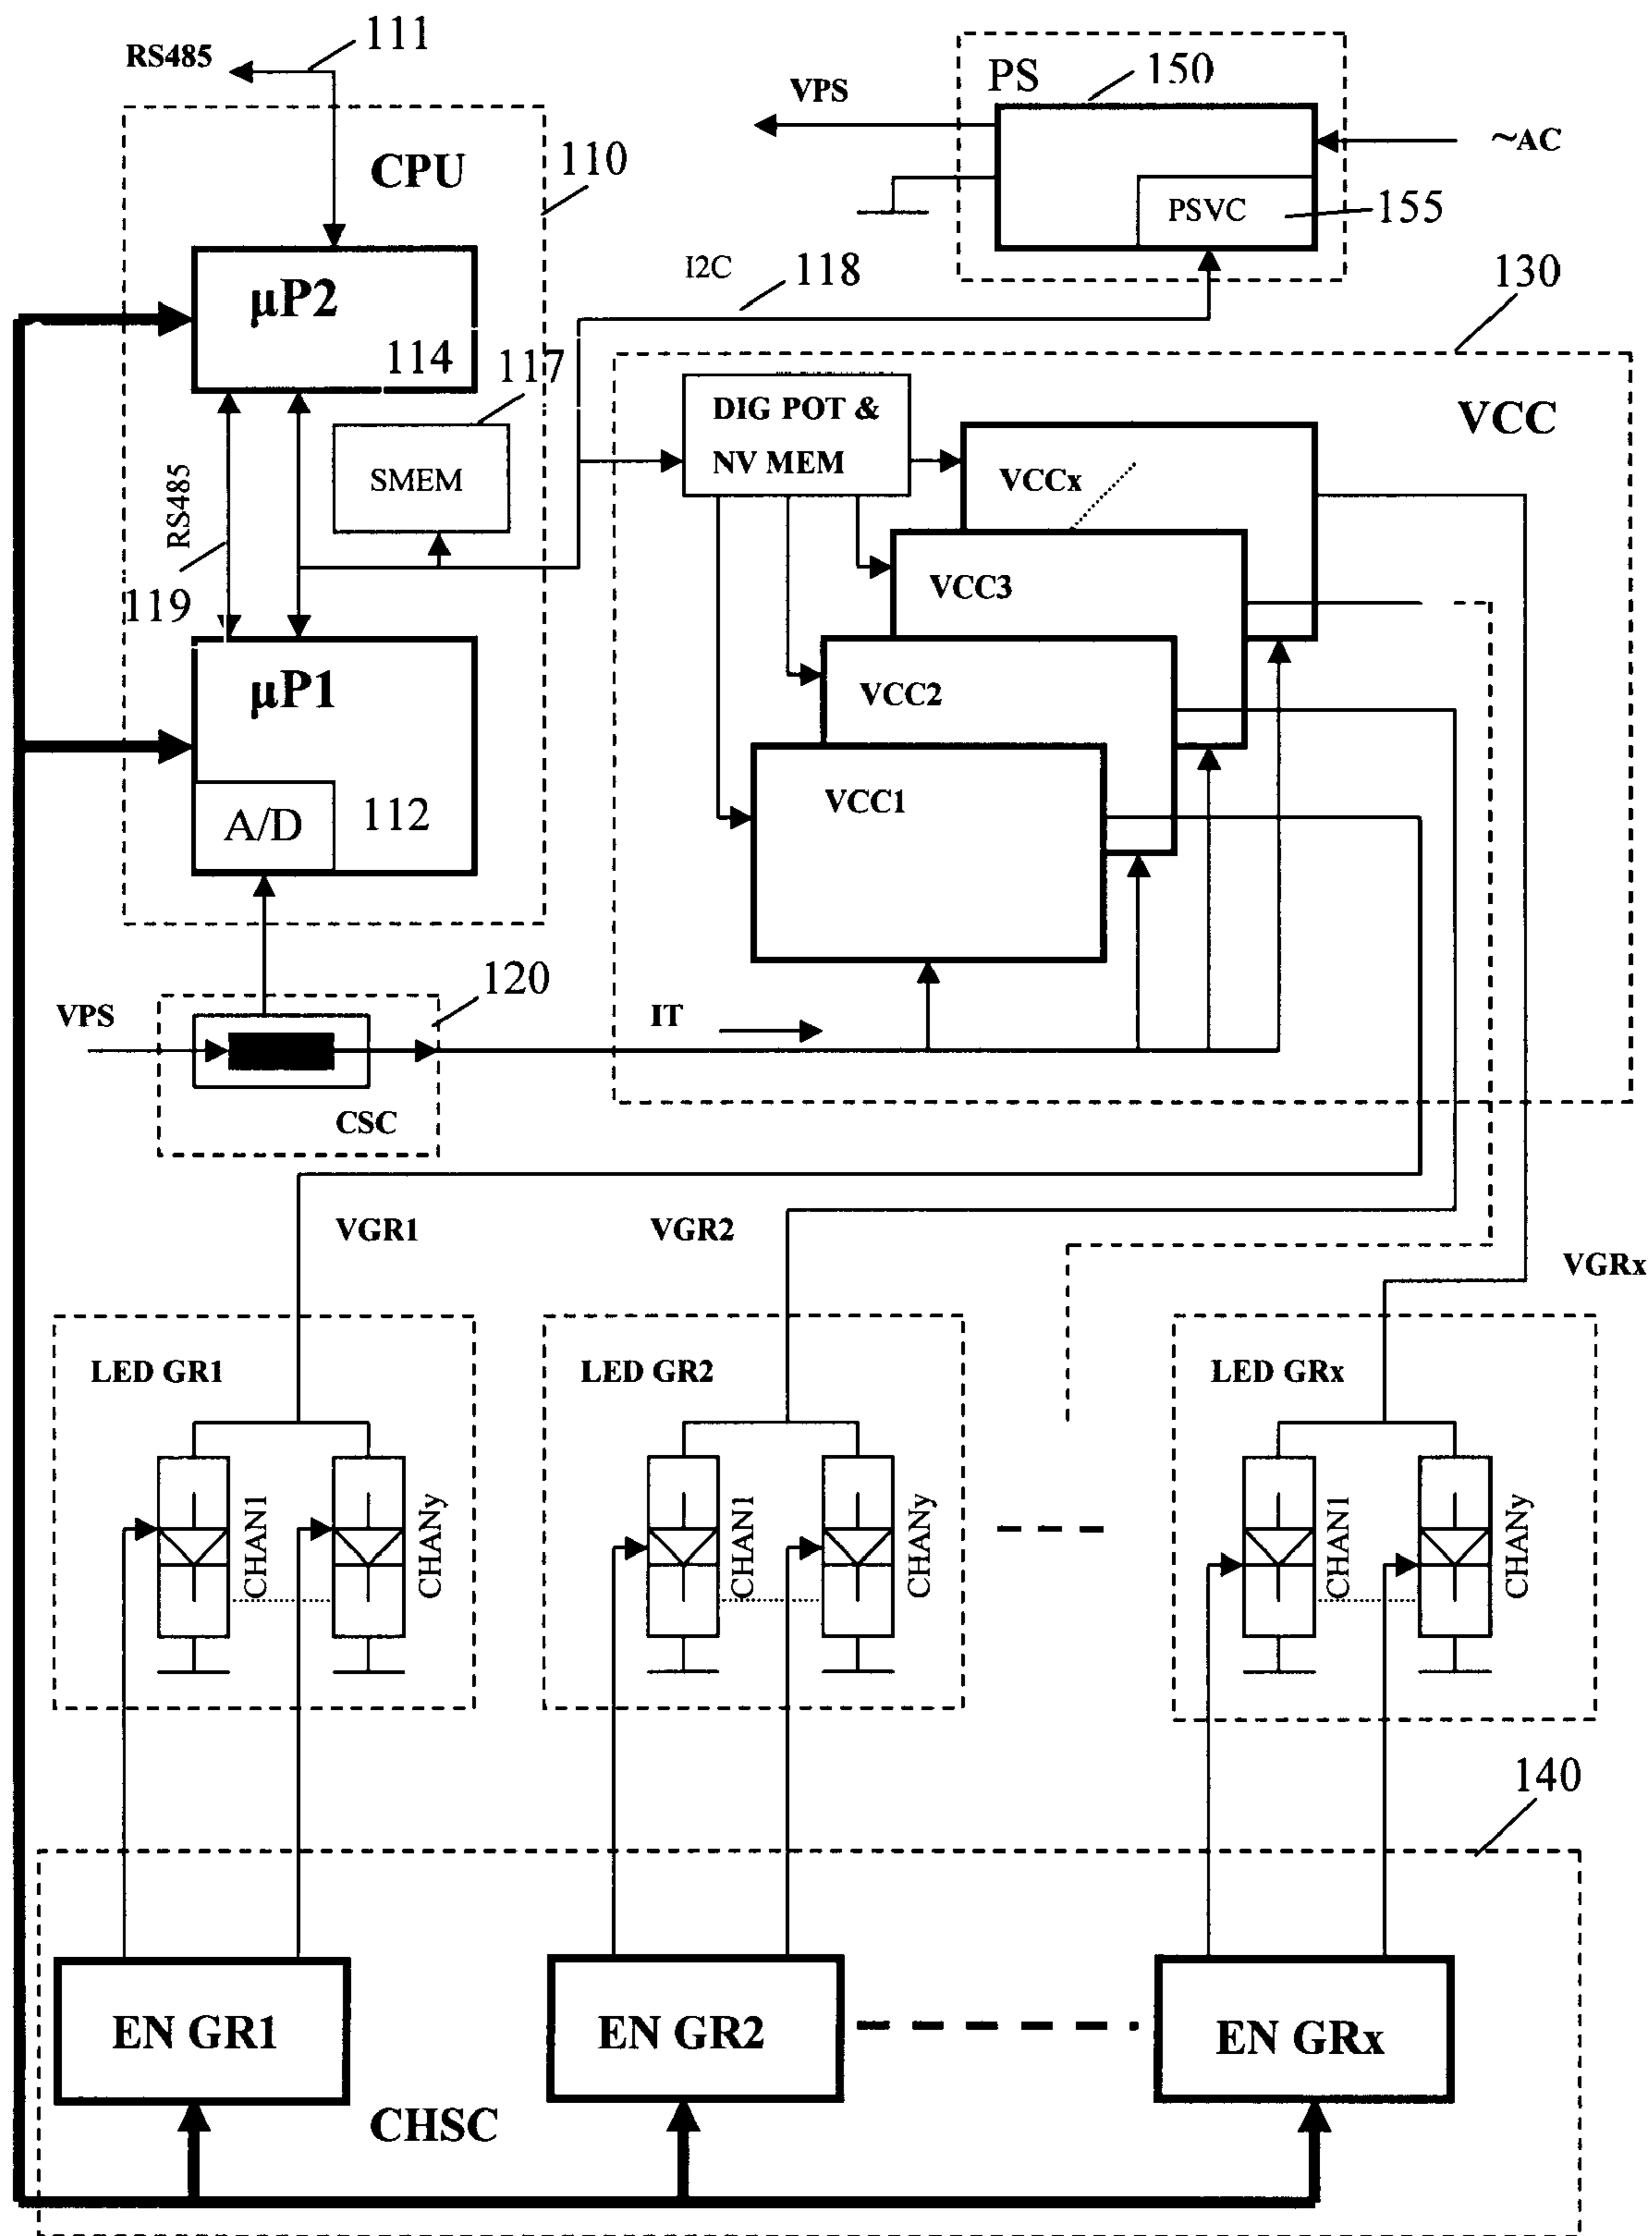 RS485
111
CPU
110
µP2
114
117
SMEM
RS485
119
µP1
A/D
112
VPS
PS
150
~AC
PSVC
155
I2C
118
130
VCC
DIG POT &
NV MEM
VCCx
VCC3
VCC2
VCC1
VPS
120
CSC
IT
VGR1
VGR2
VGRx
LED GR1
LED GR2
LED GRx
CHAN1
CHANy
CHAN1
CHANy
CHAN1
CHANy
140
EN GR1
EN GR2
EN GRx
CHSC